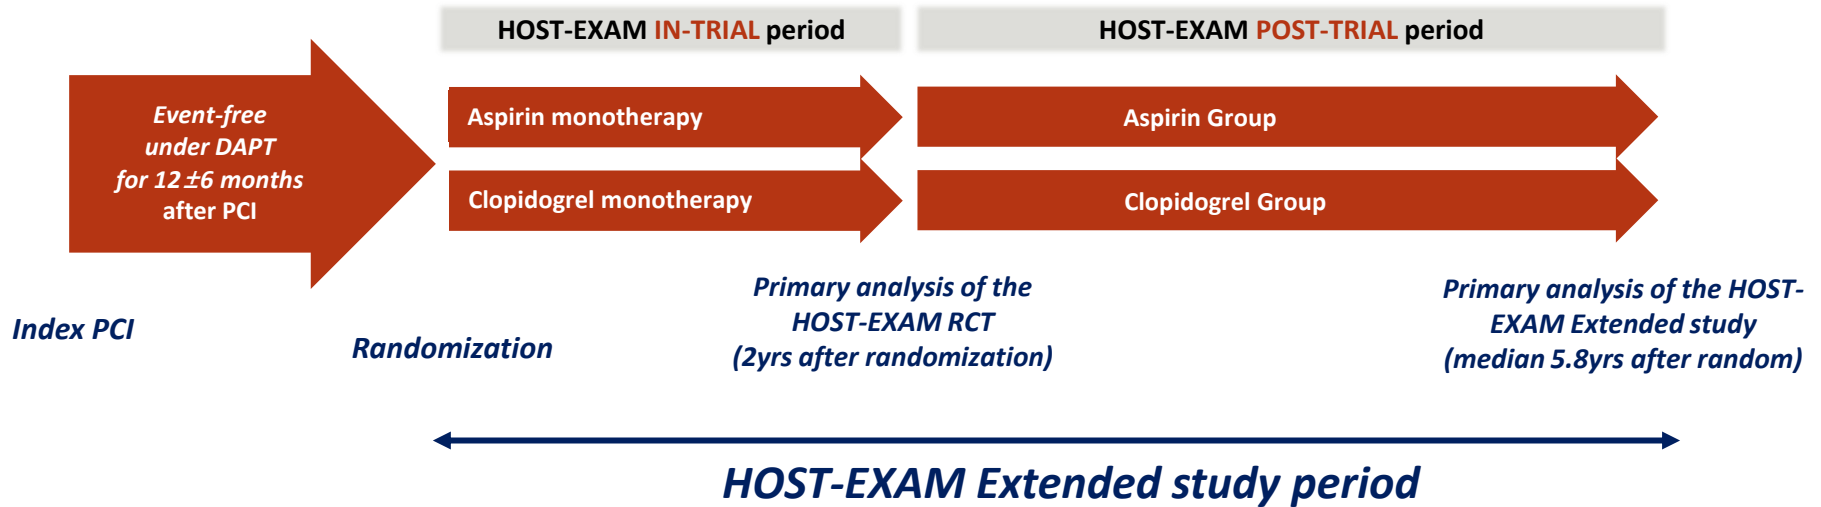 HOST-EXAM IN-TRIAL period
HOST-EXAM POST-TRIAL period
Event-free
under DAPT
for 12±6 months
after PCI
Aspirin monotherapy
Aspirin Group
Clopidogrel monotherapy
Clopidogrel Group
Index PCI
Randomization
Primary analysis of the
HOST-EXAM RCT
(2yrs after randomization)
Primary analysis of the HOST-
EXAM Extended study
(median 5.8yrs after random)
HOST-EXAM Extended study period